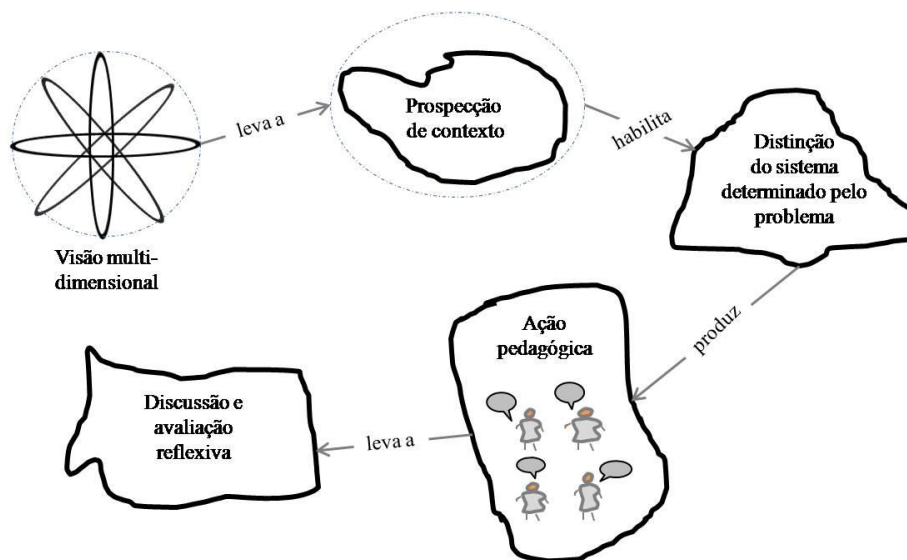 Visão multi-
dimensional
leva a
Prospecção
de contexto
habilita
Distinção
do sistema
determinado pelo
problema
produz
Ação
pedagógica
leva a
Discussão e
avaliação
reflexiva